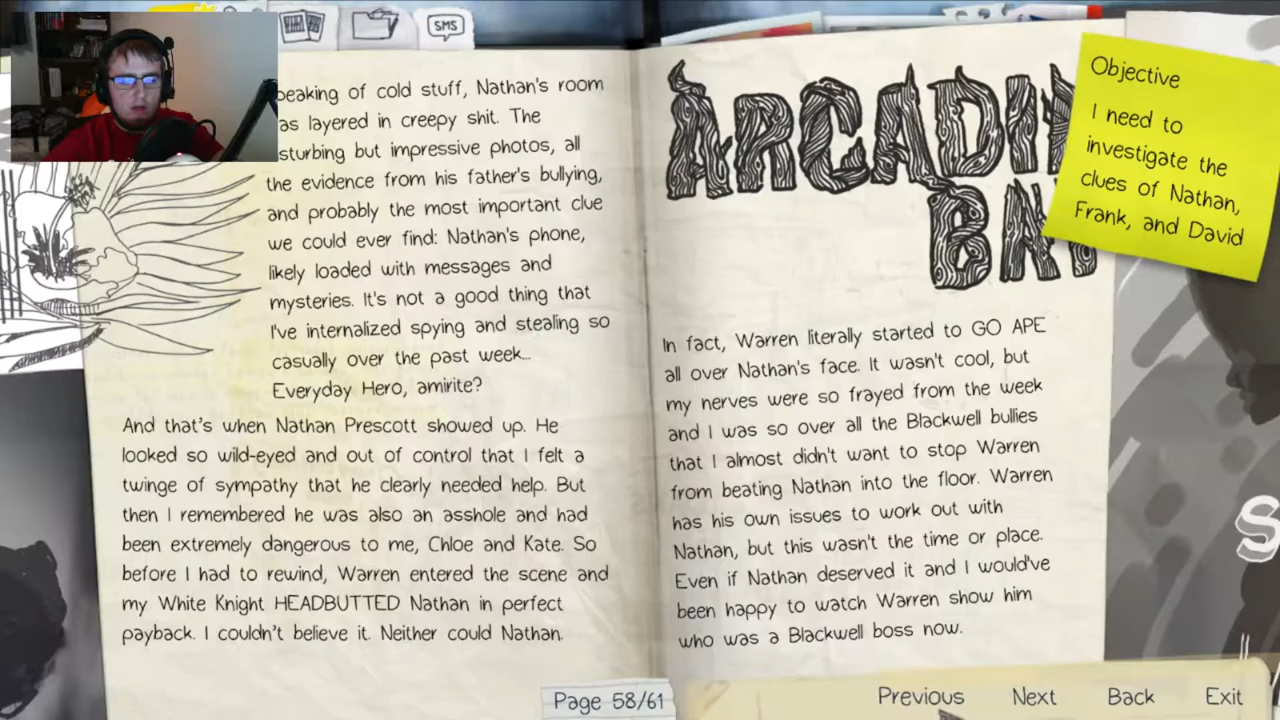 SMS
peaking of cold stuff, Nathan's room
as layered in creepy shit. The
sturbing but impressive photos, all
the evidence from his father's bullying,
and probably the most important clue
we could ever find: Nathan's phone,
likely loaded with messages and
mysteries. It's not a good thing that
I've internalized spying and stealing so
casually over the past week...
Everyday Hero, amirite?
And that's when Nathan Prescott showed up. He
looked so wild-eyed and out of control that I felt a
twinge of sympathy that he clearly needed help. But
then I remembered he was also an asshole and had
been extremely dangerous to me, Chloe and Kate. So
before I had to rewind, Warren entered the scene and
my White Knight HEADBUTTED Nathan in perfect
payback. I couldn't believe it. Neither could Nathan.
ARCADIA
BAY
In fact, Warren literally started to GO APE
all over Nathan's face. It wasn't cool, but
my nerves were so frayed from the week
and I was so over all the Blackwell bullies
that I almost didn't want to stop Warren
from beating Nathan into the floor. Warren
has his own issues to work out with
Nathan, but this wasn't the time or place.
Even if Nathan deserved it and I would've
been happy to watch Warren show him
who was a Blackwell boss now.
Objective
I need to
investigate the
clues of Nathan,
Frank, and David
S
Page 58/61
Previous Next Back Exit